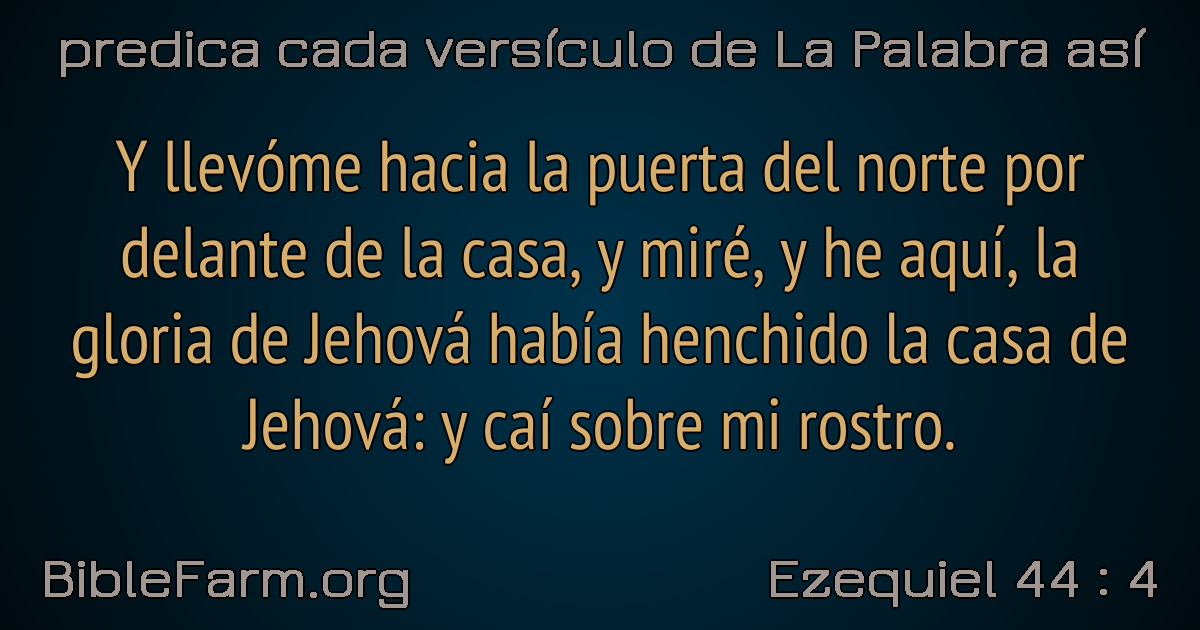 predica cada versículo de La Palabra así
Y llevóme hacia la puerta del norte por
delante de la casa, y miré, y he aquí, la
gloria de Jehová había henchido la casa de
Jehová: y caí sobre mi rostro.
BibleFarm.org
Ezequiel 44 : 4